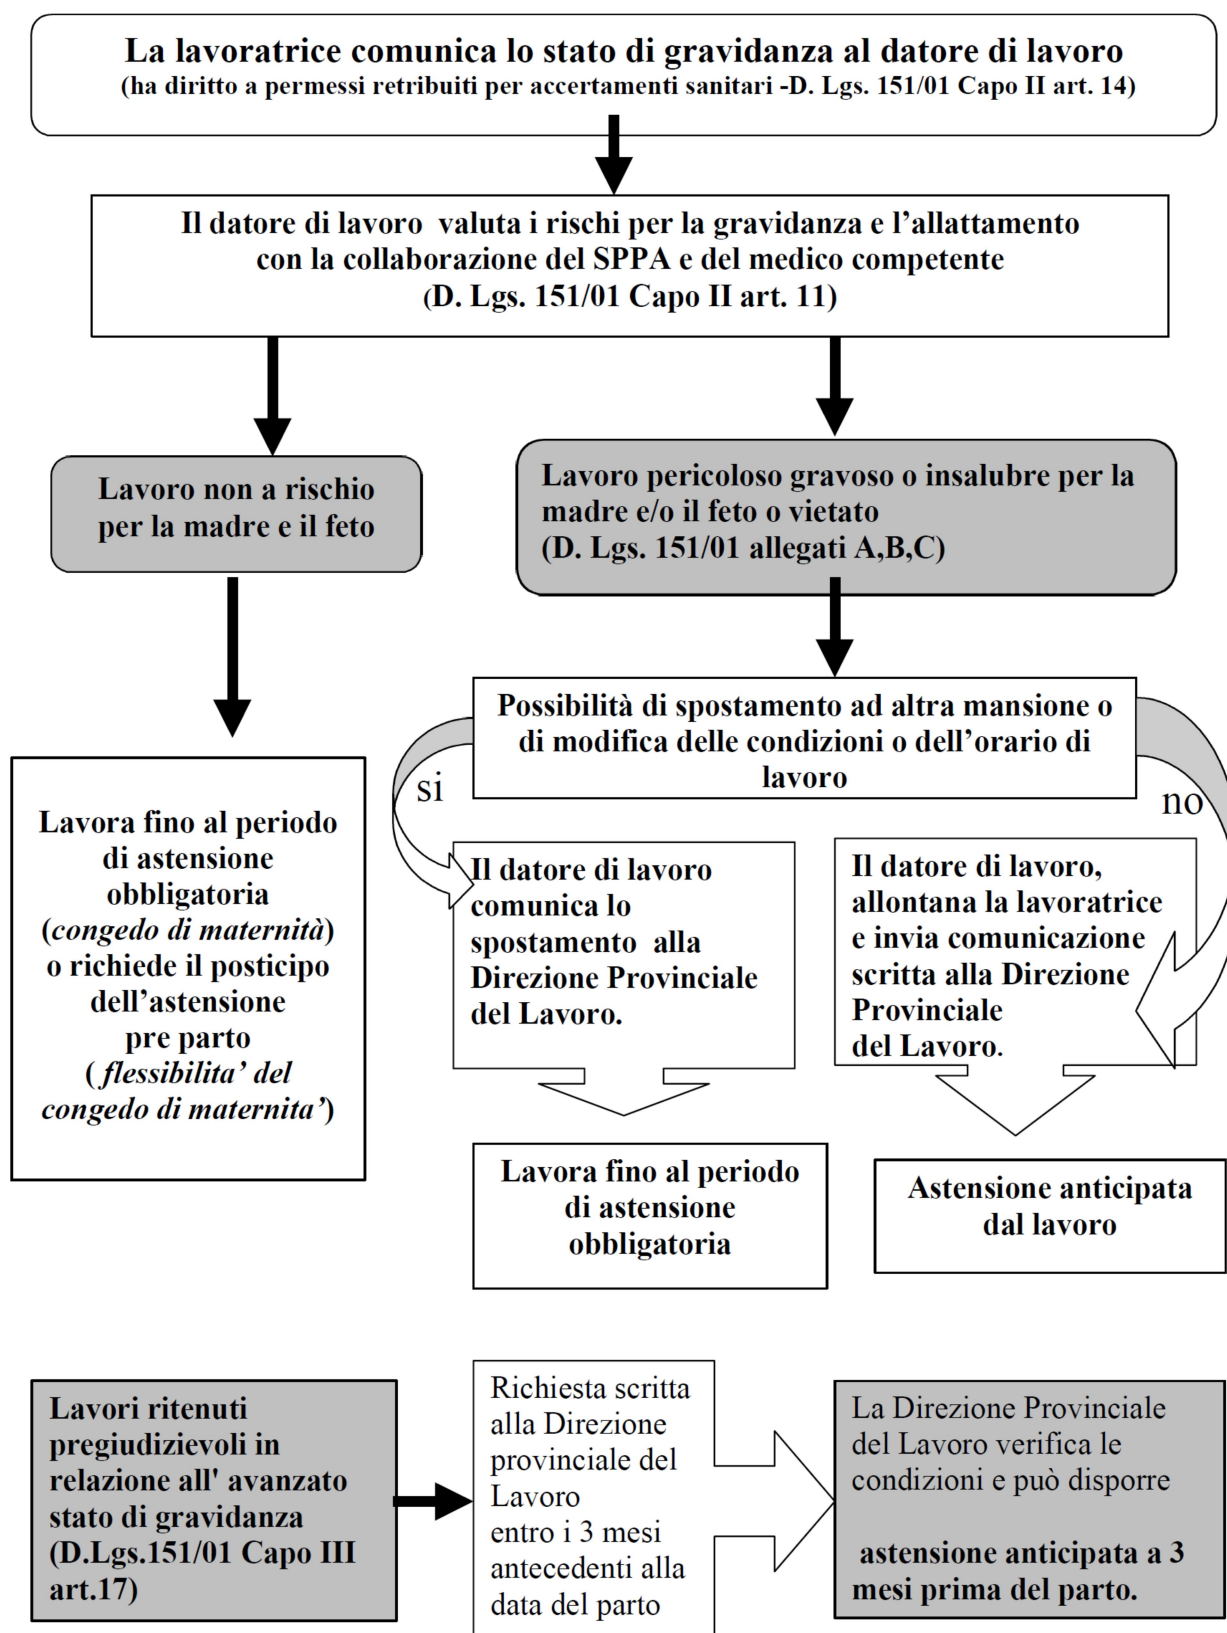 La lavoratrice comunica lo stato di gravidanza al datore di lavoro
(ha diritto a permessi retribuiti per accertamenti sanitari -D. Lgs. 151/01 Capo II art. 14)
Il datore di lavoro valuta i rischi per la gravidanza e l’allattamento
con la collaborazione del SPPA e del medico competente
(D. Lgs. 151/01 Capo II art. 11)
Lavoro non a rischio
per la madre e il feto
Lavoro pericoloso gravoso o insalubre per la
madre e/o il feto o vietato
(D. Lgs. 151/01 allegati A,B,C)
Possibilità di spostamento ad altra mansione o
di modifica delle condizioni o dell’orario di
lavoro
si
no
Lavora fino al periodo
di astensione
obbligatoria
(congedo di maternità)
o richiede il posticipo
dell’astensione
pre parto
( flessibilita’ del
congedo di maternita’)
Il datore di lavoro
comunica lo
spostamento alla
Direzione Provinciale
del Lavoro.
Il datore di lavoro,
allontana la lavoratrice
e invia comunicazione
scritta alla Direzione
Provinciale
del Lavoro.
Lavora fino al periodo
di astensione
obbligatoria
Astensione anticipata
dal lavoro
Lavori ritenuti
pregiudizievoli in
relazione all' avanzato
stato di gravidanza
(D.Lgs.151/01 Capo III
art.17)
Richiesta scritta
alla Direzione
provinciale del
Lavoro
entro i 3 mesi
antecedenti alla
data del parto
La Direzione Provinciale
del Lavoro verifica le
condizioni e può disporre
astensione anticipata a 3
mesi prima del parto.